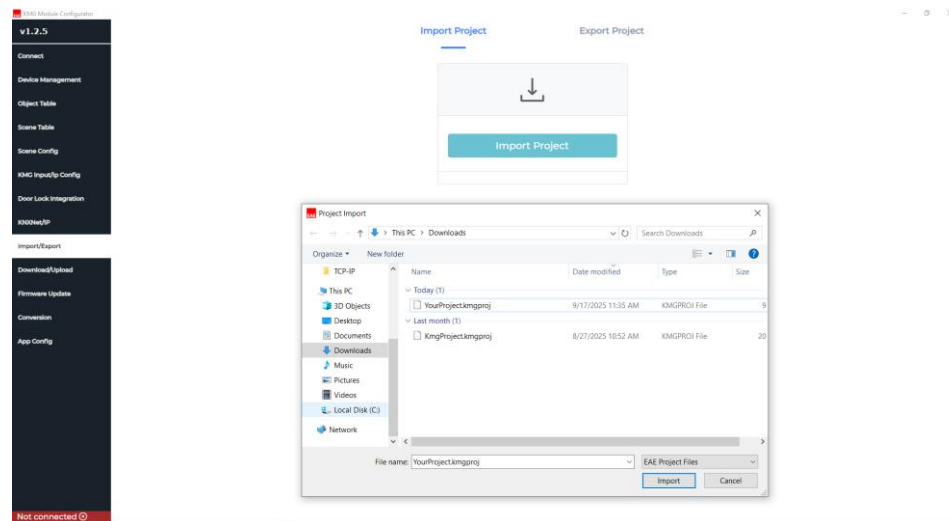 KMG Module Configurator
v1.2.5
Connect
Device Management
Object Table
Scene Table
Scene Config
KMG Input/Ip Config
Door Lock Integration
KNXNet/IP
Import/Export
Download/Upload
Firmware Update
Conversion
App Config
Not connected
Import Project
Export Project
Import Project
Project Import
This PC > Downloads
Search Downloads
Organize
New folder
TCP-IP
This PC
3D Objects
Desktop
Documents
Downloads
Music
Pictures
Videos
Local Disk (C:)
Network
Name Date modified Type Size
Today (1)
YourProject.kmgproj 9/17/2025 11:35 AM KMGPROJ File 9
Last month (1)
KmgProject.kmgproj 8/27/2025 10:52 AM KMGPROJ File 20
File name: YourProject.kmgproj
EAE Project Files
Import
Cancel